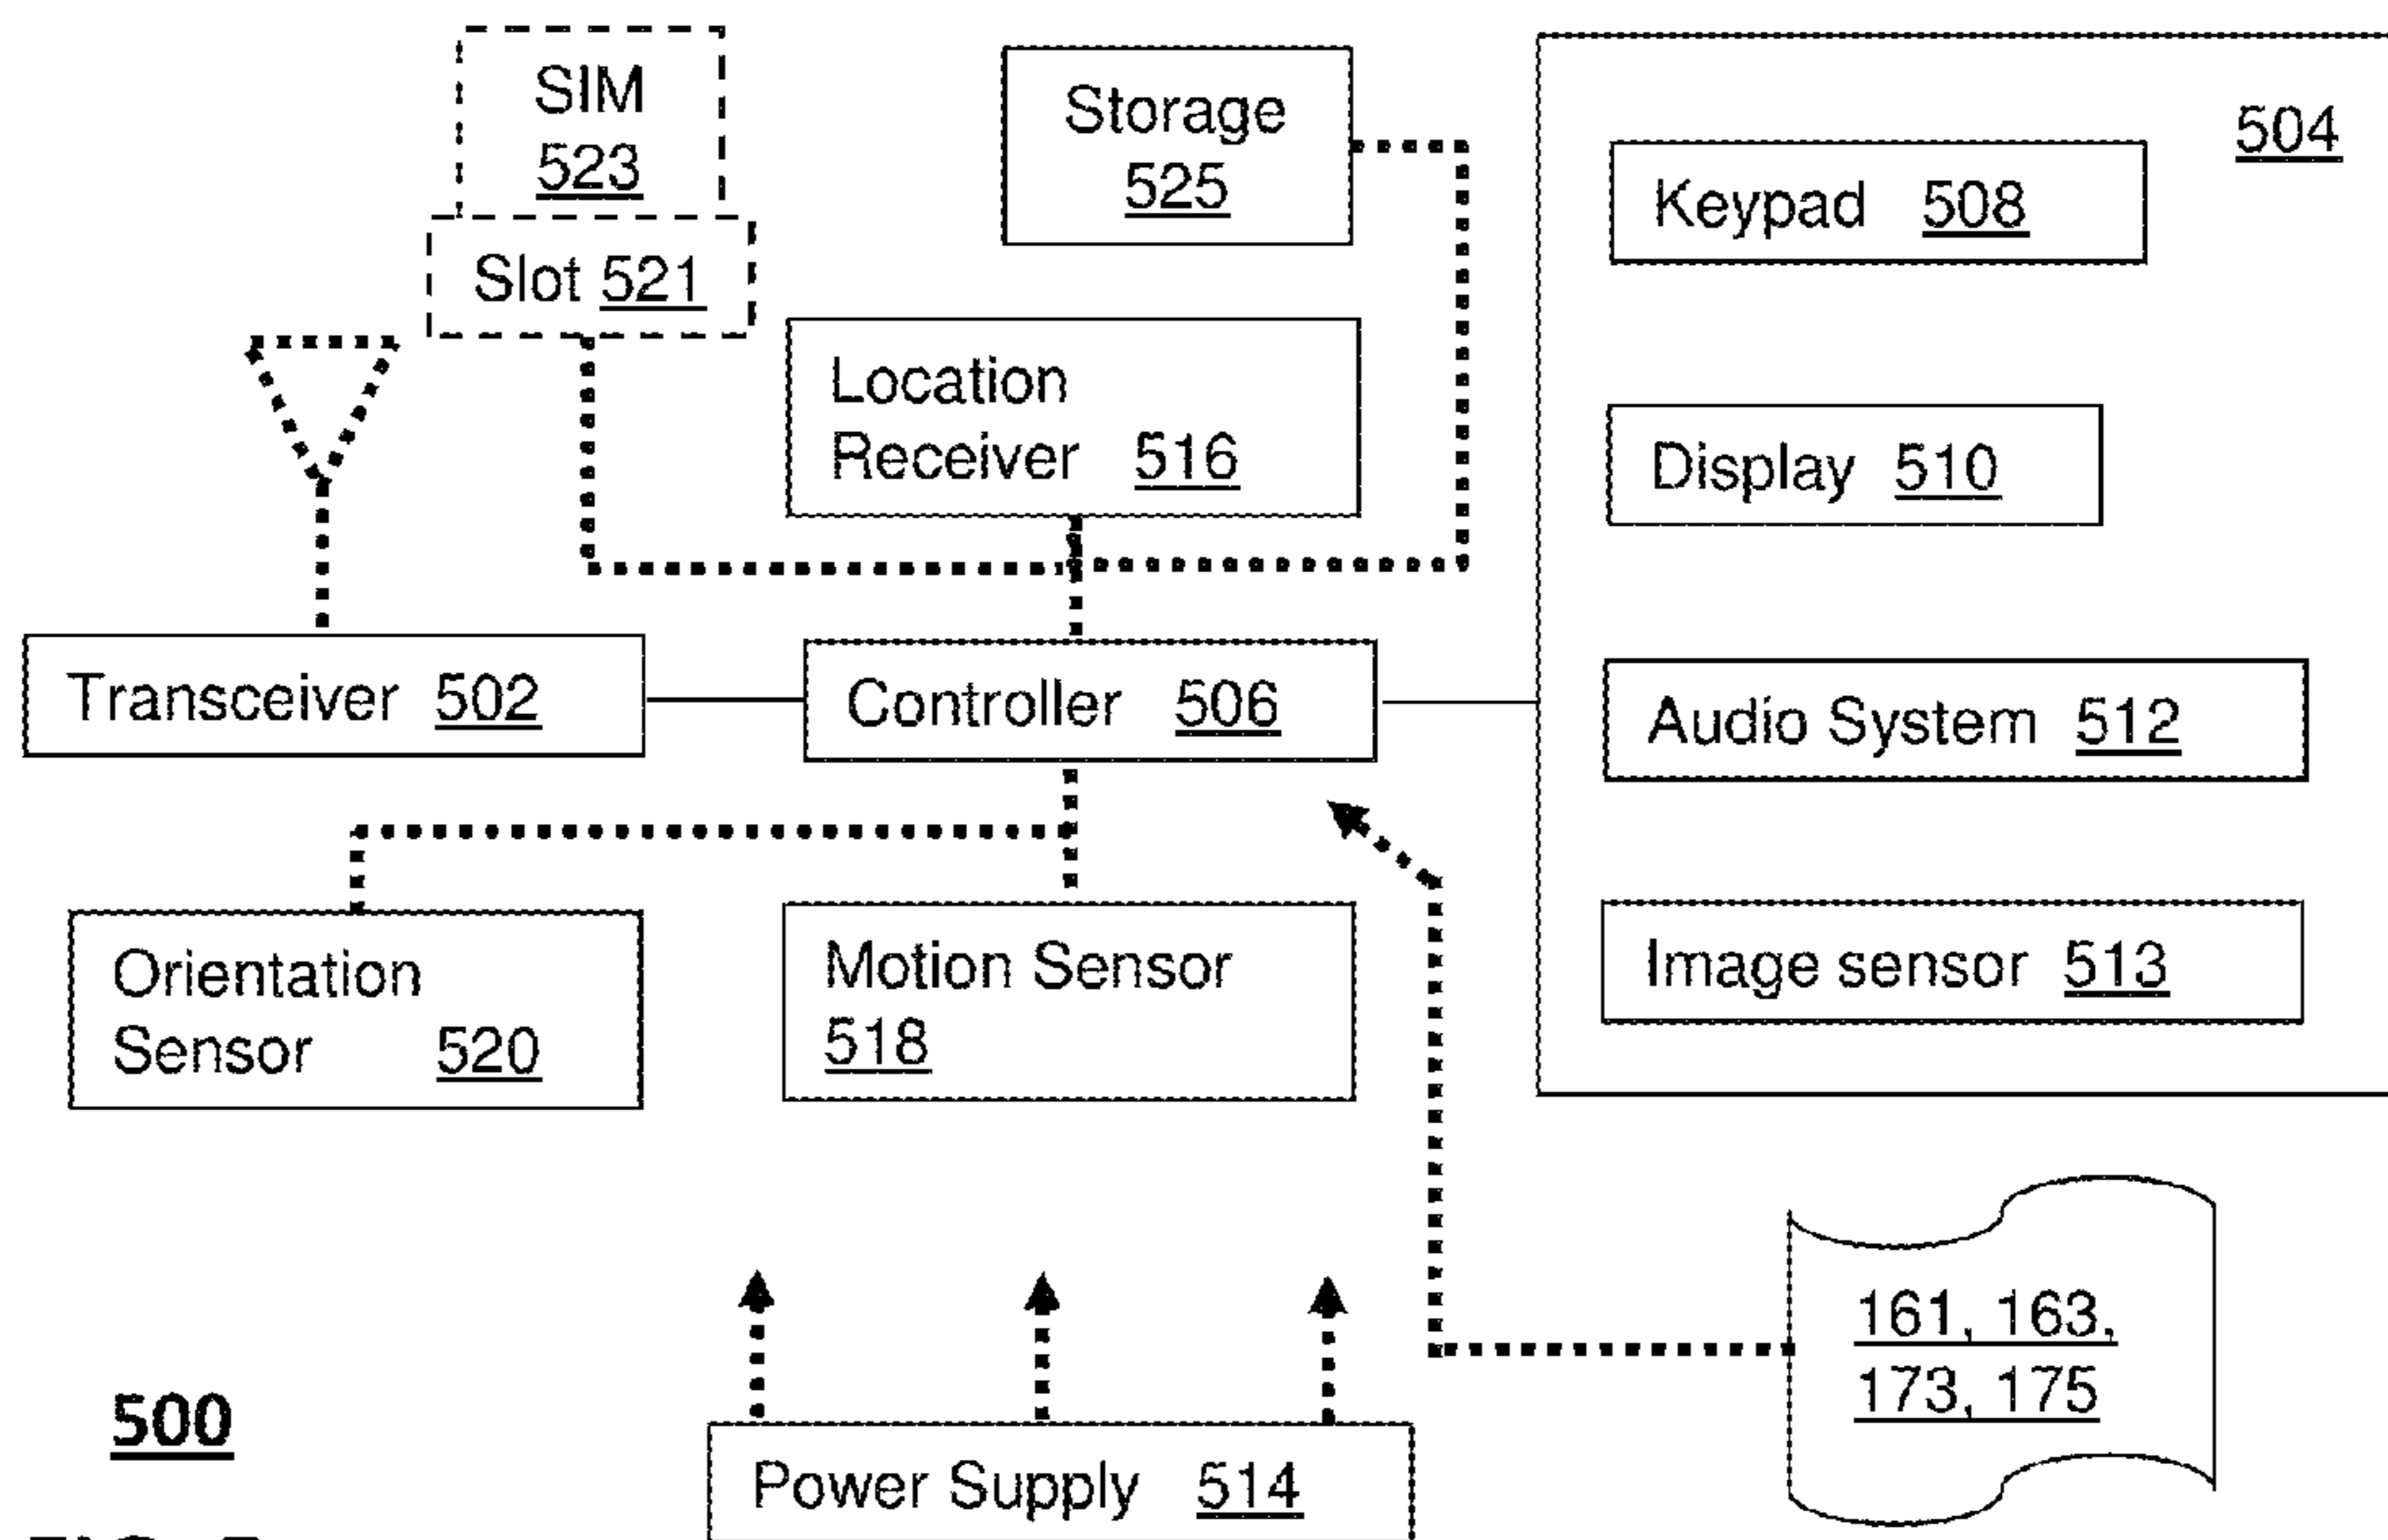 SIM
523
Slot 521
Storage
525
504
Keypad 508
Location
Receiver 516
Display 510
Transceiver 502
Controller 506
Audio System 512
Orientation
Sensor 520
Motion Sensor
518
Image sensor 513
161, 163,
173, 175
500
Power Supply 514